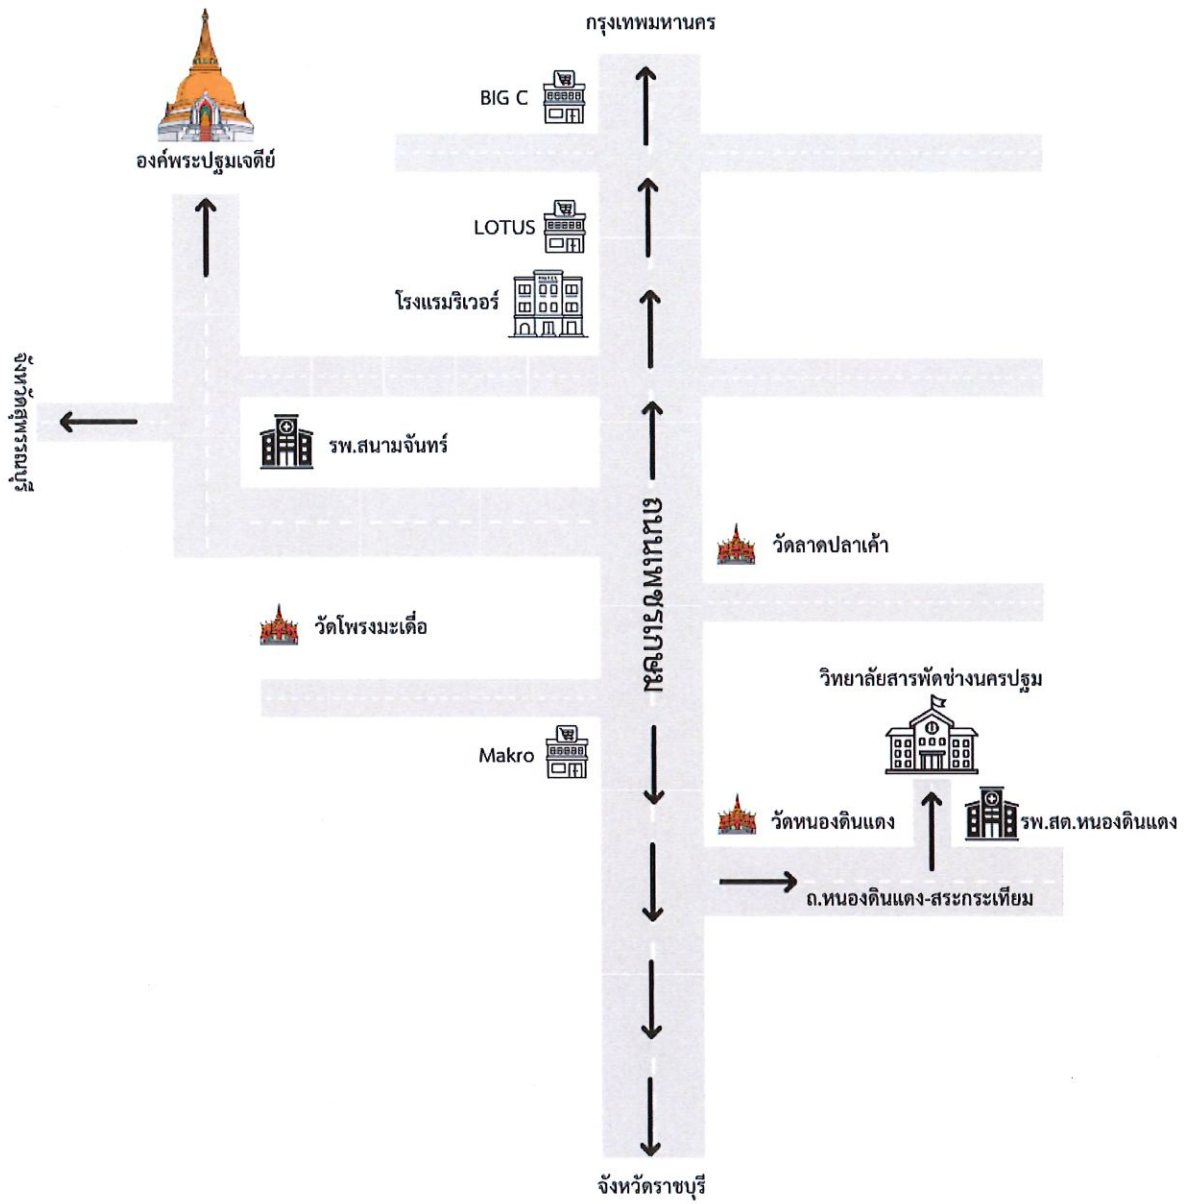 กรุงเทพมหานคร
BIG C
องค์พระปฐมเจดีย์
LOTUS
โรงแรมริเวอร์
จังหวัดสุพรรณบุรี
รพ.สนามจันทร์
ถนนเพชรเกษม
วัดลาดปลาเค้า
วัดโพรงมะเดื่อ
วิทยาลัยสารพัดช่างนครปฐม
Makro
วัดหนองดินแดง
รพ.สต.หนองดินแดง
ถ.หนองดินแดง-สระกระเทียม
จังหวัดราชบุรี